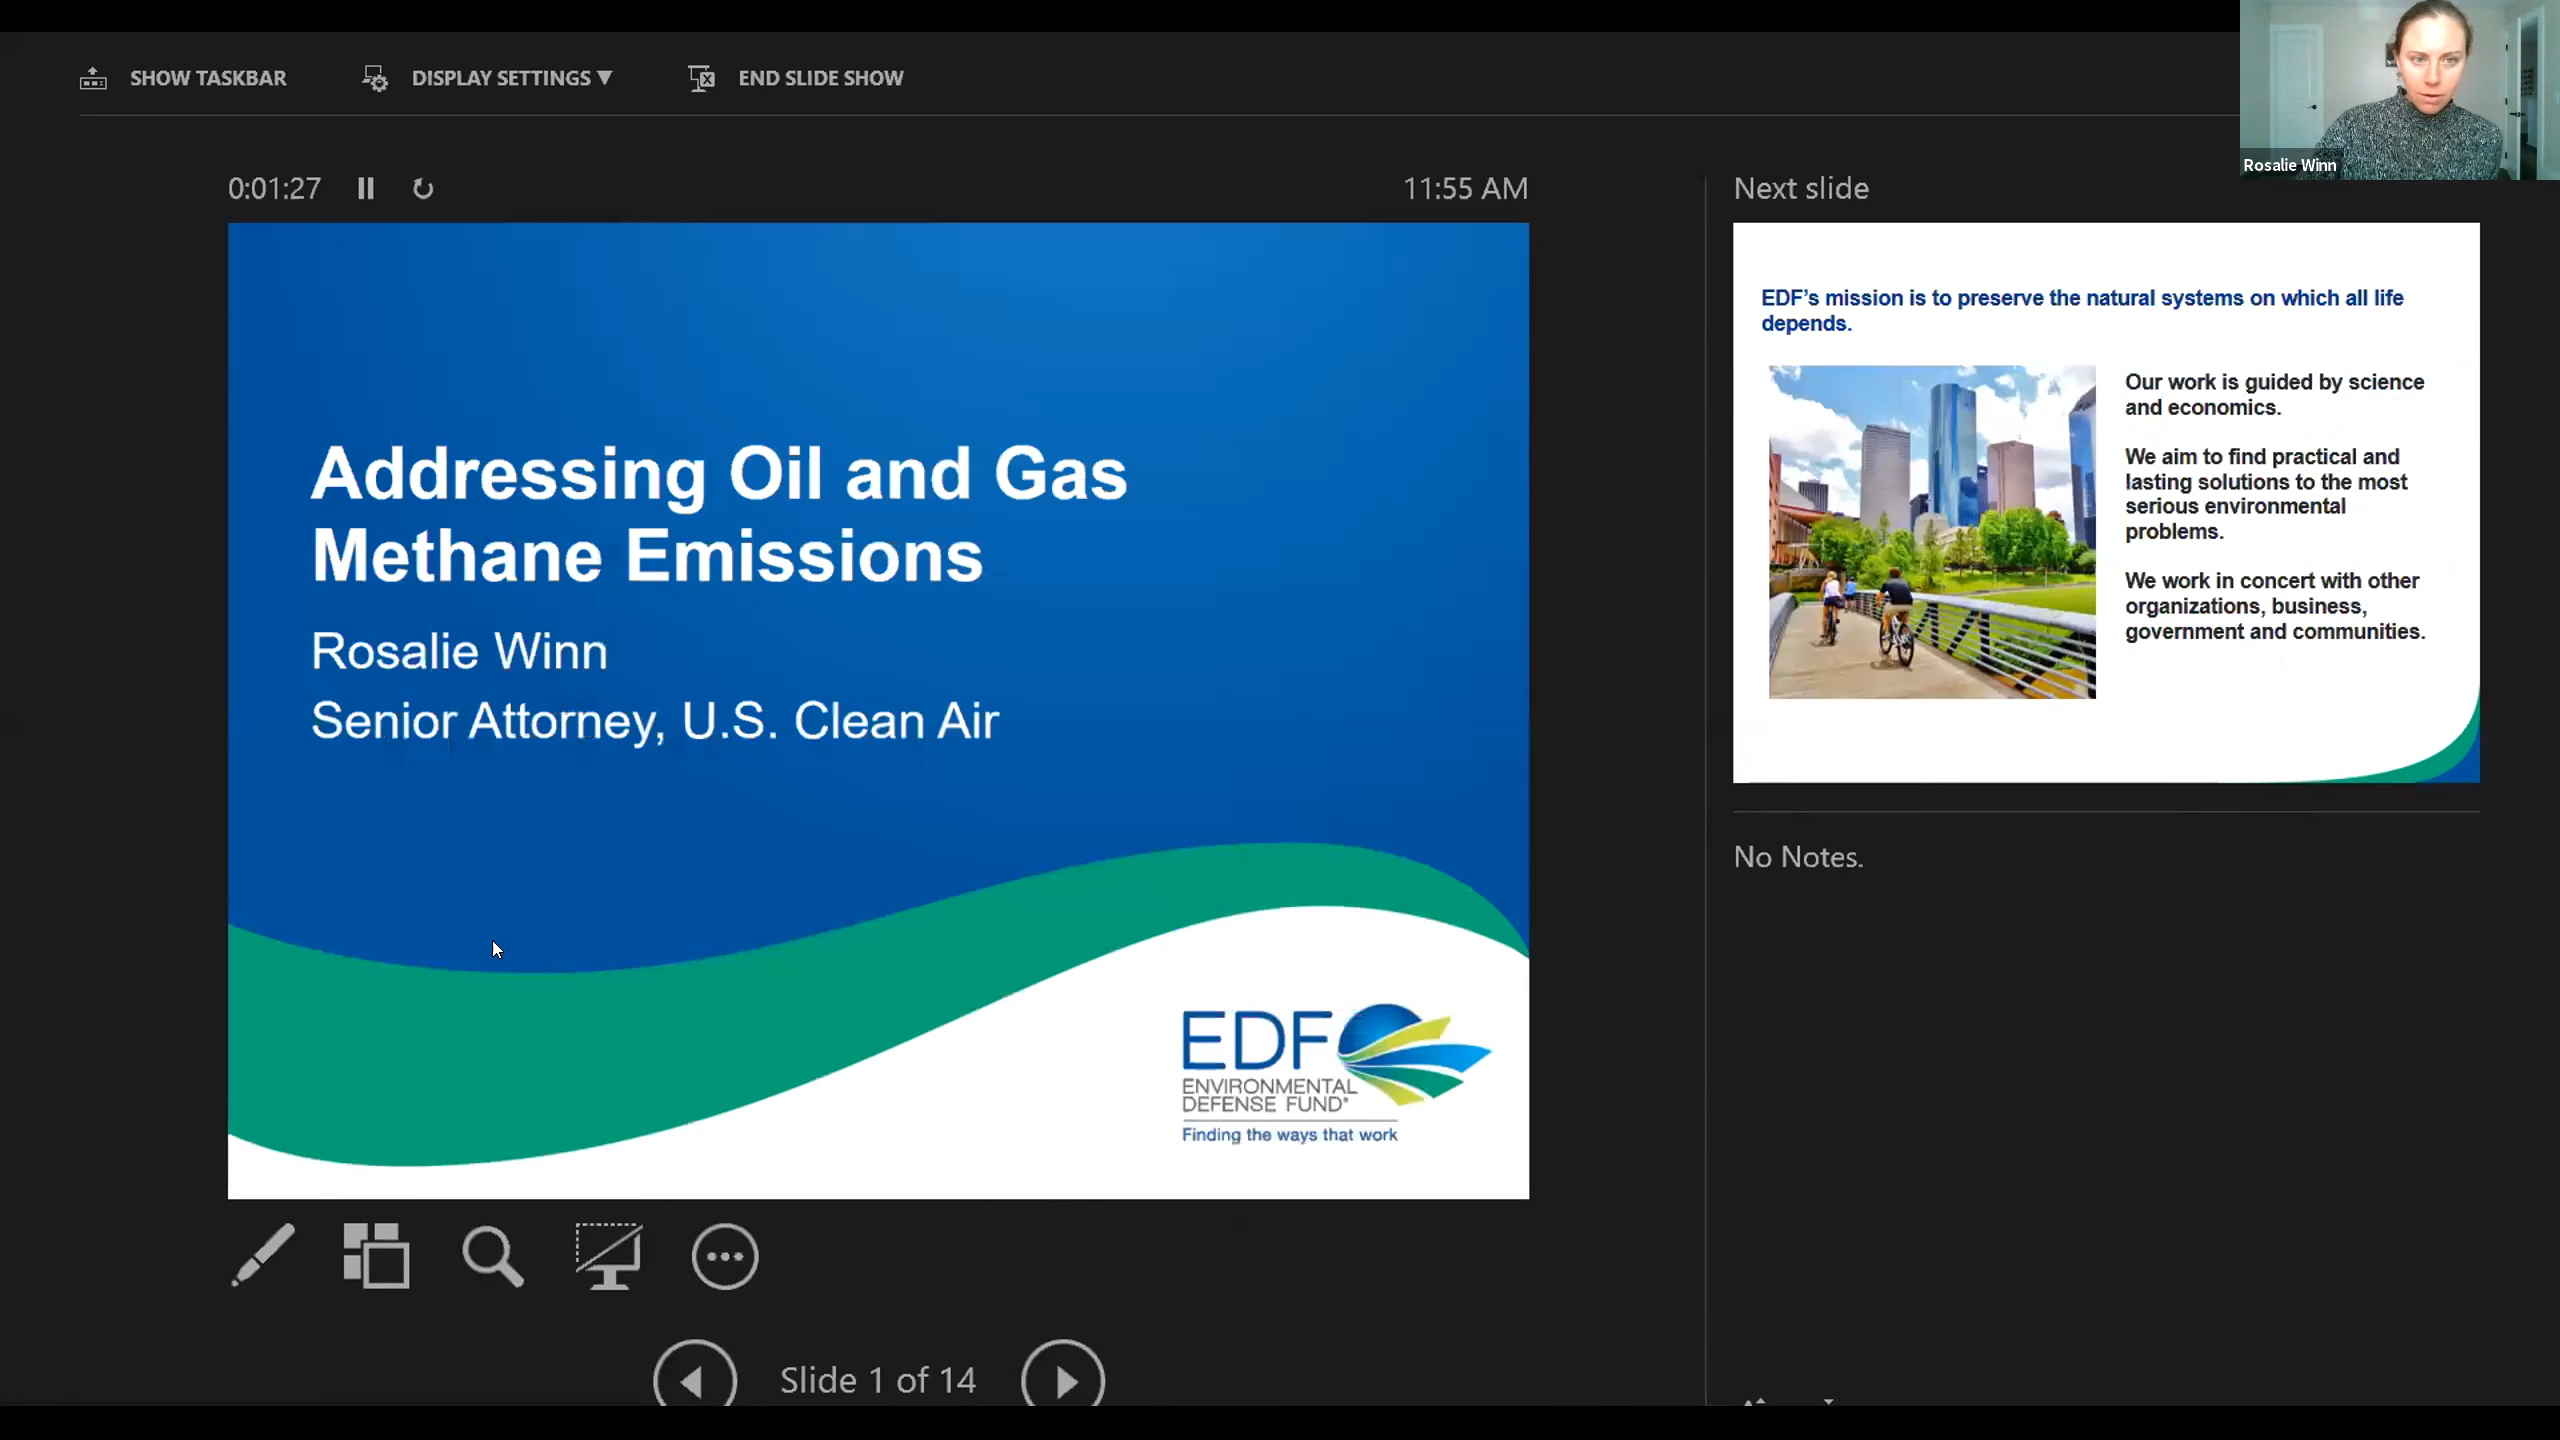 SHOW TASKBAR
DISPLAY SETTINGS ▼
END SLIDE SHOW
Rosalie Winn
0:01:27
11:55 AM
Addressing Oil and Gas
Methane Emissions
Rosalie Winn
Senior Attorney, U.S. Clean Air
EDF
ENVIRONMENTAL
DEFENSE FUND®
Finding the ways that work
Slide 1 of 14
Next slide
EDF’s mission is to preserve the natural systems on which all life
depends.
Our work is guided by science
and economics.
We aim to find practical and
lasting solutions to the most
serious environmental
problems.
We work in concert with other
organizations, business,
government and communities.
No Notes.